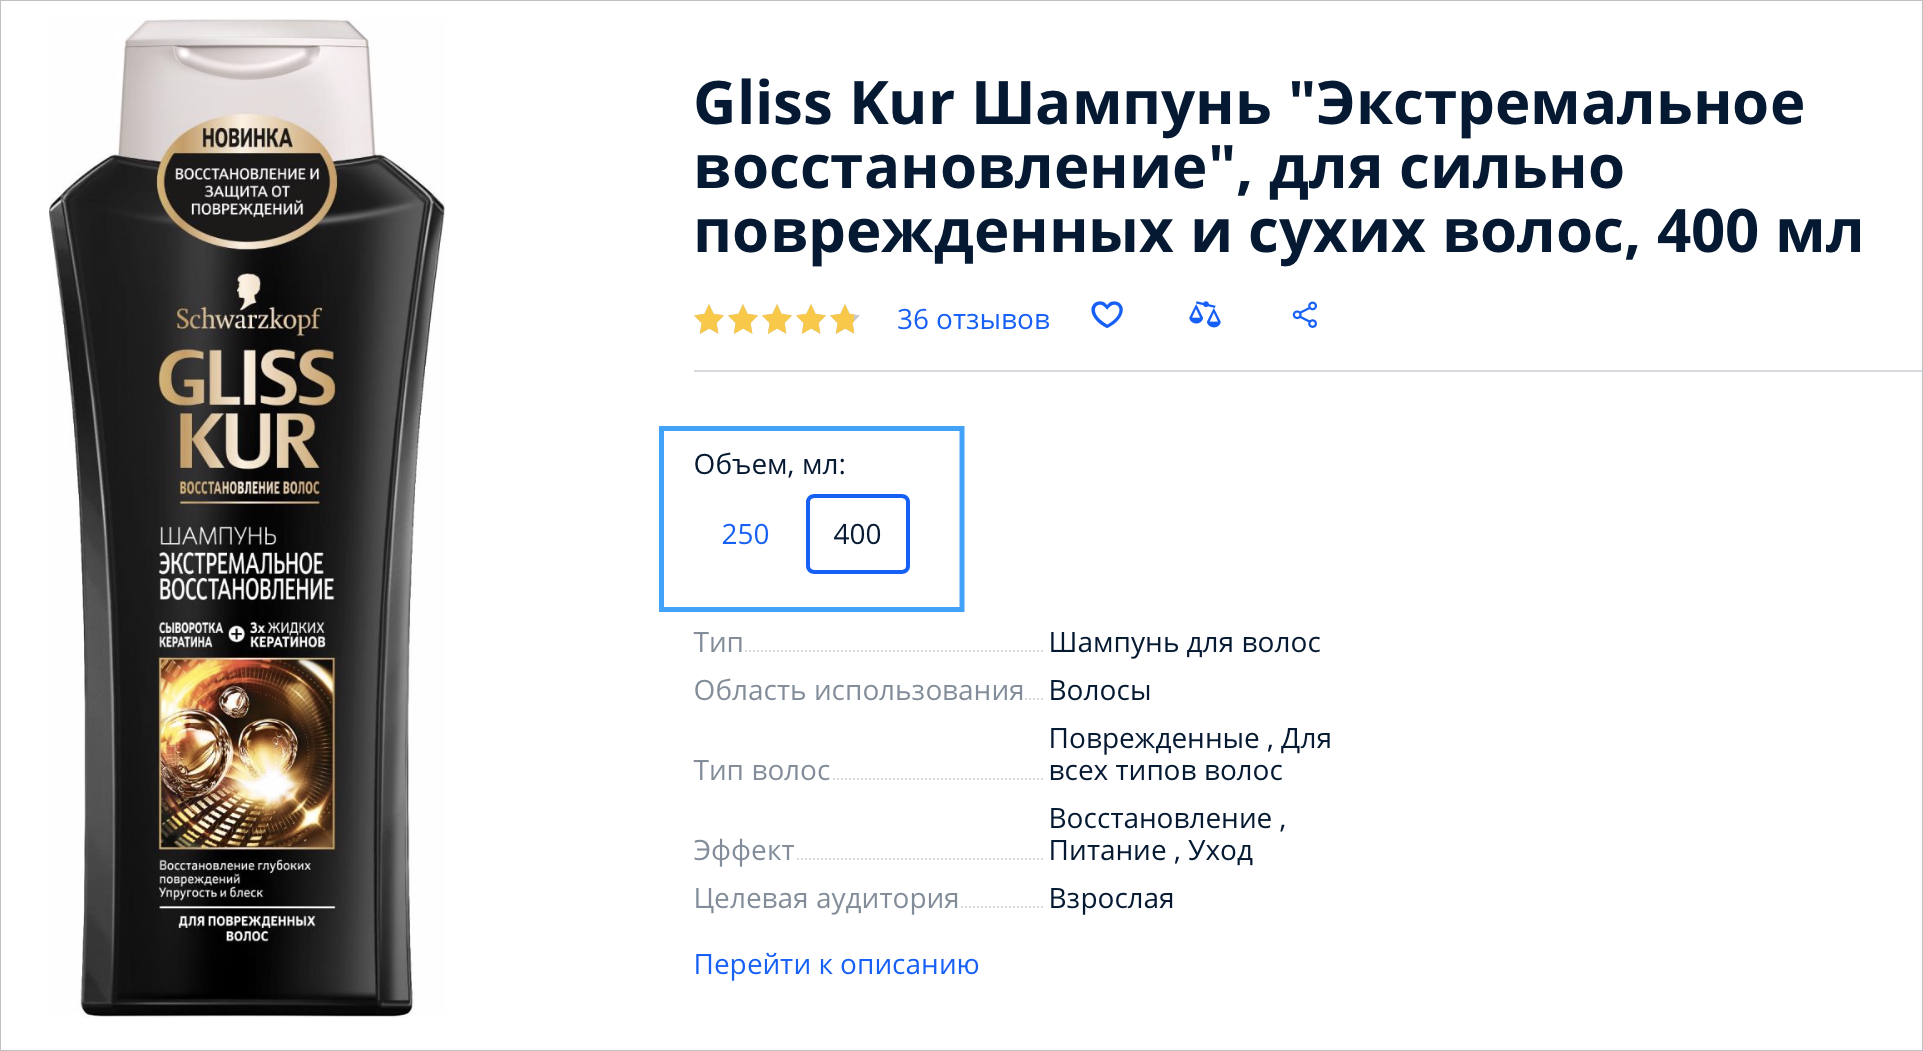 НОВИНКА
ВОССТАНОВЛЕНИЕ И
ЗАЩИТА ОТ
ПОВРЕЖДЕНИЙ
Schwarzkopf
GLISS
KUR
ВОССТАНОВЛЕНИЕ ВОЛОС
ШАМПУНЬ
ЭКСТРЕМАЛЬНОЕ
ВОССТАНОВЛЕНИЕ
СЫВОРОТКА
КЕРАТИНА
+
3х ЖИДКИХ
КЕРАТИНОВ
Восстановление глубоких
повреждений
Упругость и блеск
ДЛЯ ПОВРЕЖДЕННЫХ
ВОЛОС
Gliss Kur Шампунь "Экстремальное
восстановление", для сильно
поврежденных и сухих волос, 400 мл
36 отзывов
Объем, мл:
250 400
Тип Шампунь для волос
Область использования Волосы
Тип волос Поврежденные , Для
всех типов волос
Эффект Восстановление ,
Питание , Уход
Целевая аудитория Взрослая
Перейти к описанию